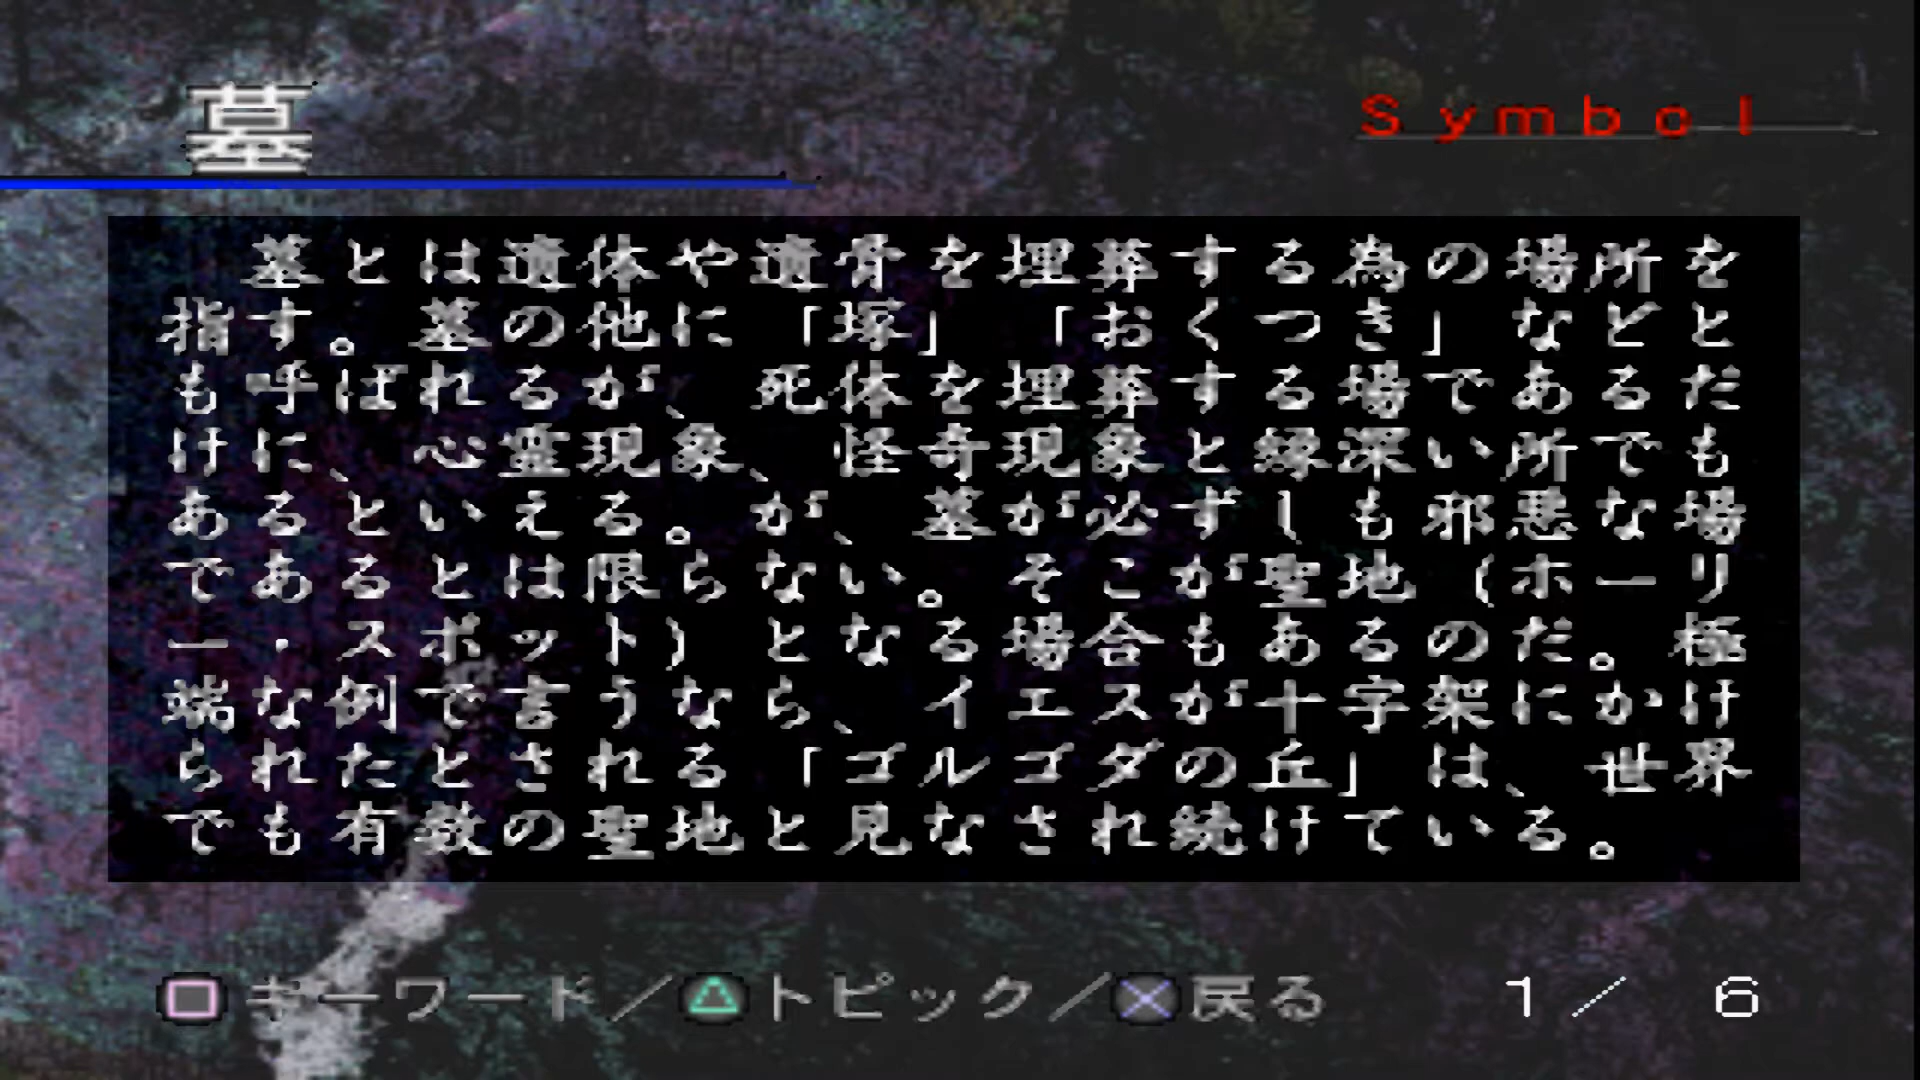 墓
Symbol
墓とは遺体や遺骨を埋葬する為の場所を
指す。墓の他に「塚」「おくつき」などと
も呼ばれるが、死体を埋葬する場であるだ
けに、心霊現象、怪奇現象と縁深い所でも
あるといえる。が、墓が必ずしも邪悪な場
であるとは限らない。そこが聖地（ホーリ
ー・スポット）となる場合もあるのだ。極
端な例で言うなら、イエスが十字架にかけ
られたとされる「ゴルゴダの丘」は、世界
でも有数の聖地と見なされ続けている。
キーワード／トピック／戻る 1／6